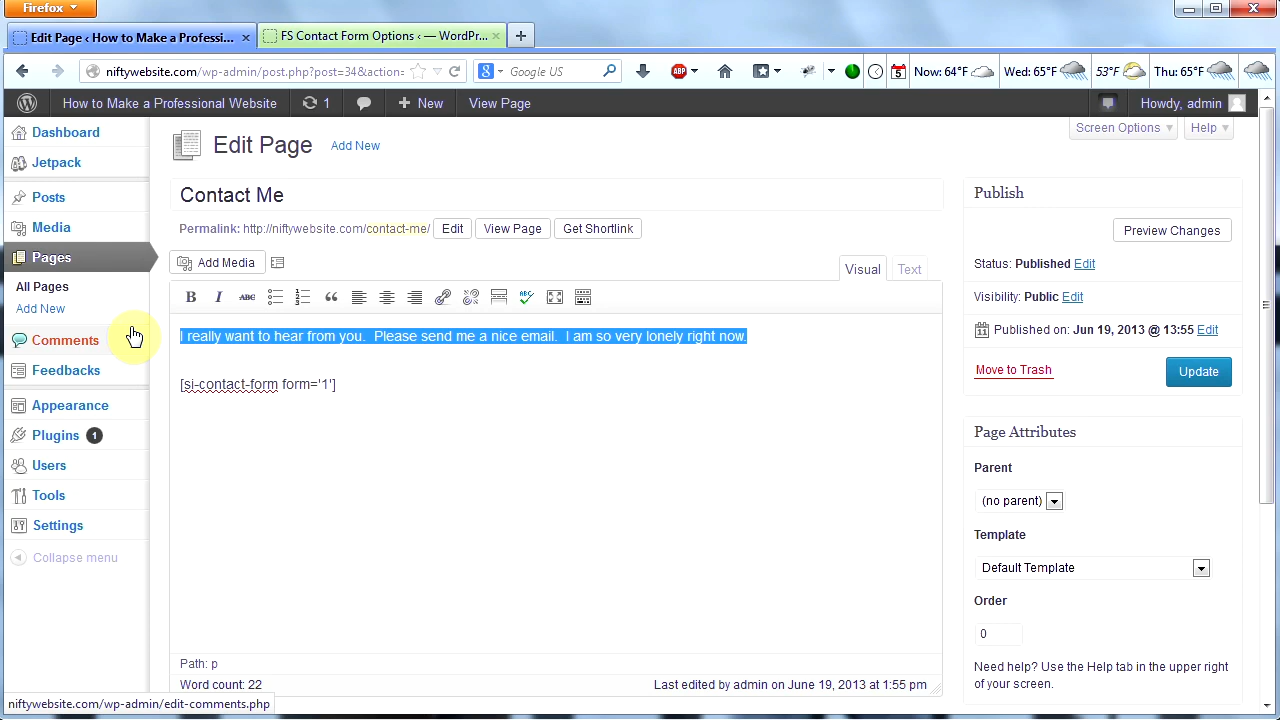 Firefox
Edit Page ‹ How to Make a Professi...
FS Contact Form Options ‹ — WordPr...
niftywebsite.com/wp-admin/post.php?post=34&action=
Google US
Now: 64°F
Wed: 65°F
53°F
Thu: 65°F
ABP
How to Make a Professional Website
1
New
View Page
Howdy, admin
Dashboard
Jetpack
Posts
Media
Pages
All Pages
Add New
Comments
Feedbacks
Appearance
Plugins 1
Users
Tools
Settings
Collapse menu
Edit Page
Add New
Screen Options
Help
Contact Me
Permalink: http://niftywebsite.com/contact-me/
Edit
View Page
Get Shortlink
Add Media
Visual
Text
B I ABC
ABC
I really want to hear from you.  Please send me a nice email.  I am so very lonely right now.
[si-contact-form form='1']
Path: p
Word count: 22
Last edited by admin on June 19, 2013 at 1:55 pm
Publish
Preview Changes
Status: Published Edit
Visibility: Public Edit
Published on: Jun 19, 2013 @ 13:55 Edit
Move to Trash
Update
Page Attributes
Parent
(no parent)
Template
Default Template
Order
0
Need help? Use the Help tab in the upper right
of your screen.
niftywebsite.com/wp-admin/edit-comments.php